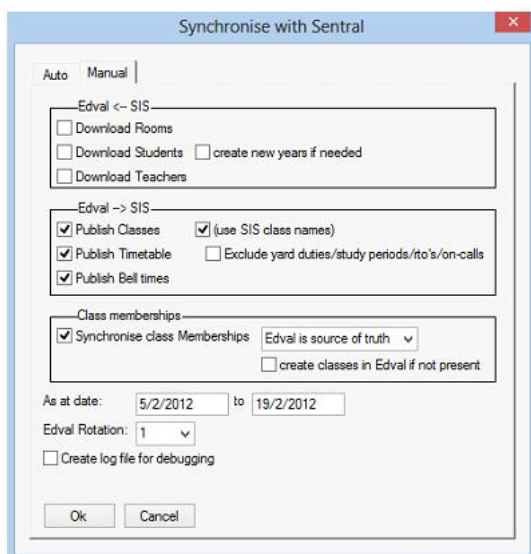 Synchronise with Sentral
Auto Manual
Edval <-- SIS
Download Rooms
Download Students create new years if needed
Download Teachers
Edval --> SIS
Publish Classes (use SIS class names)
Publish Timetable Exclude yard duties/study periods/rto's/on-calls
Publish Bell times
Class memberships
Synchronise class Memberships Edval is source of truth
create classes in Edval if not present
As at date: 5/2/2012 to 19/2/2012
Edval Rotation: 1
Create log file for debugging
Ok Cancel